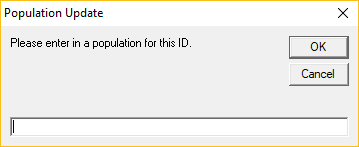 Population Update
Please enter in a population for this ID.
OK
Cancel